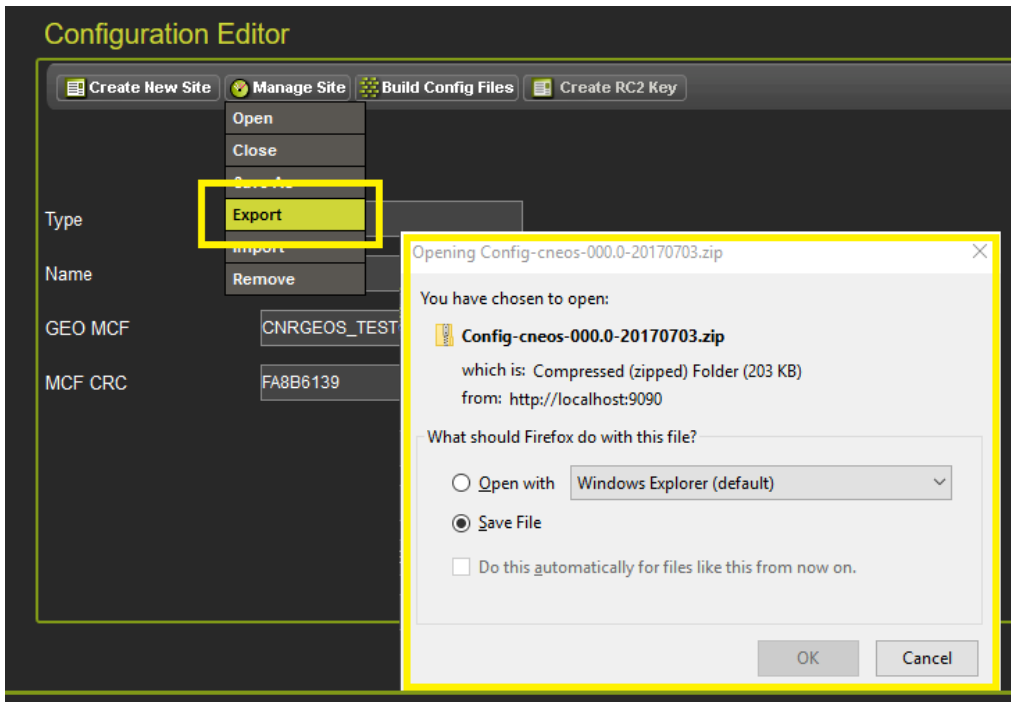 Configuration Editor
Create New Site Manage Site Build Config Files Create RC2 Key
Open
Close
Save As
Export
Import
Remove
Type
Name
GEO MCF CNRGEOS_TEST
MCF CRC FA8B6139
Opening Config-cneos-000.0-20170703.zip
You have chosen to open:
Config-cneos-000.0-20170703.zip
which is: Compressed (zipped) Folder (203 KB)
from: http://localhost:9090
What should Firefox do with this file?
Open with Windows Explorer (default)
Save File
Do this automatically for files like this from now on.
OK Cancel